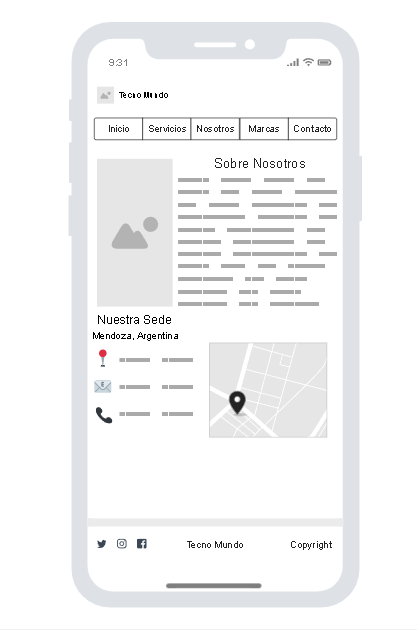 9:31
Tecno Mundo
Inicio Servicios Nosotros Marcas Contacto
Sobre Nosotros
Nuestra Sede
Mendoza, Argentina
Tecno Mundo Copyright